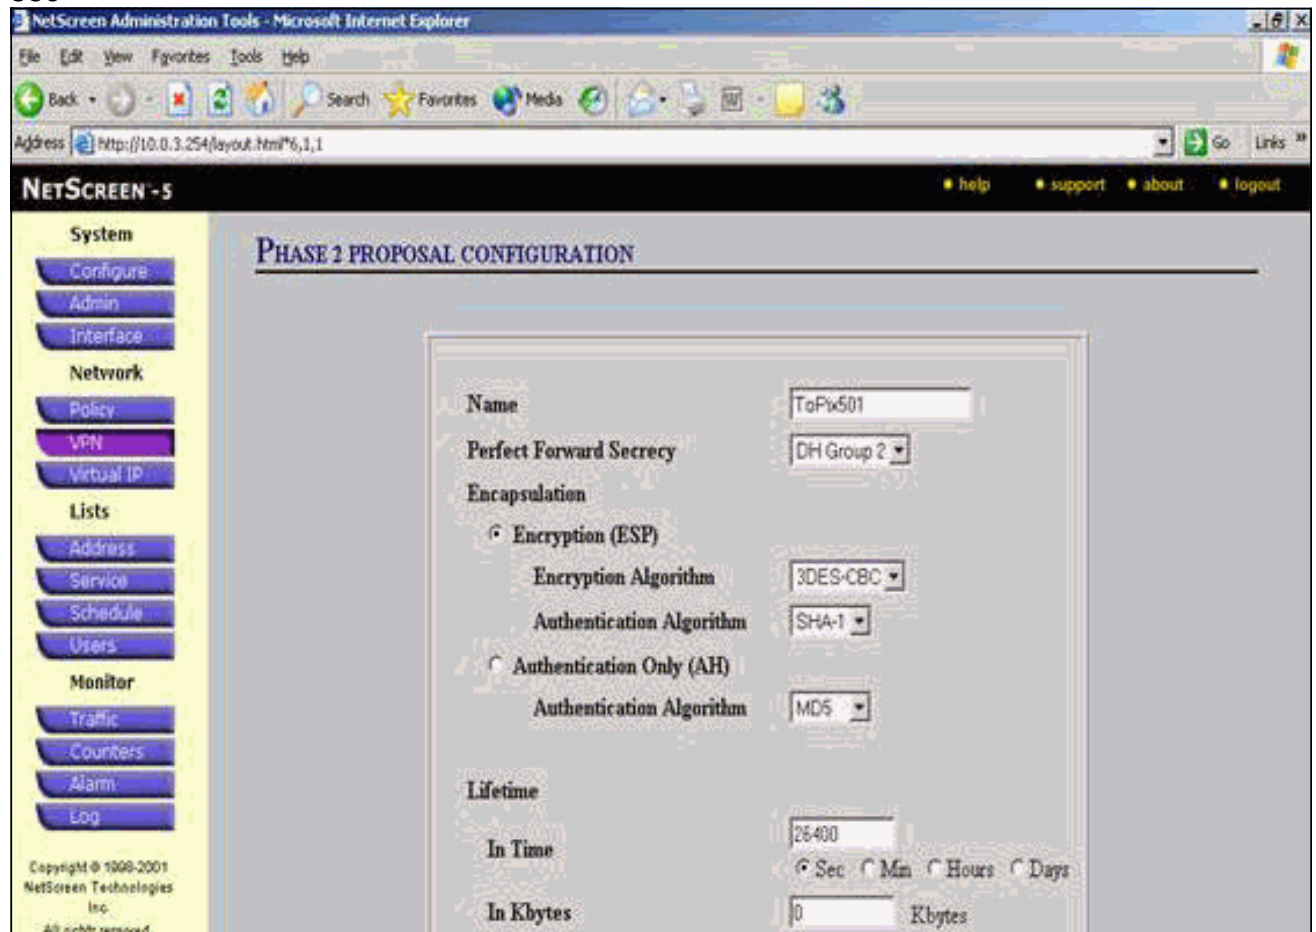 NetScreen Administration Tools - Microsoft Internet Explorer
File Edit View Favorites Tools Help
Back Search Favorites Media
Address http://10.0.3.254/layout.html*6,1,1 Go Links »
NETSCREEN-5 help support about logout
System
Configure
Admin
Interface
Network
Policy
VPN
Virtual IP
Lists
Address
Service
Schedule
Users
Monitor
Traffic
Counters
Alarm
Log
Copyright © 1998-2001
NetScreen Technologies
Inc.
All rights reserved.
PHASE 2 PROPOSAL CONFIGURATION
Name ToPix501
Perfect Forward Secrecy DH Group 2
Encapsulation
Encryption (ESP)
Encryption Algorithm 3DES-CBC
Authentication Algorithm SHA-1
Authentication Only (AH)
Authentication Algorithm MD5
Lifetime
In Time 26400
Sec Min Hours Days
In Kbytes 0 Kbytes